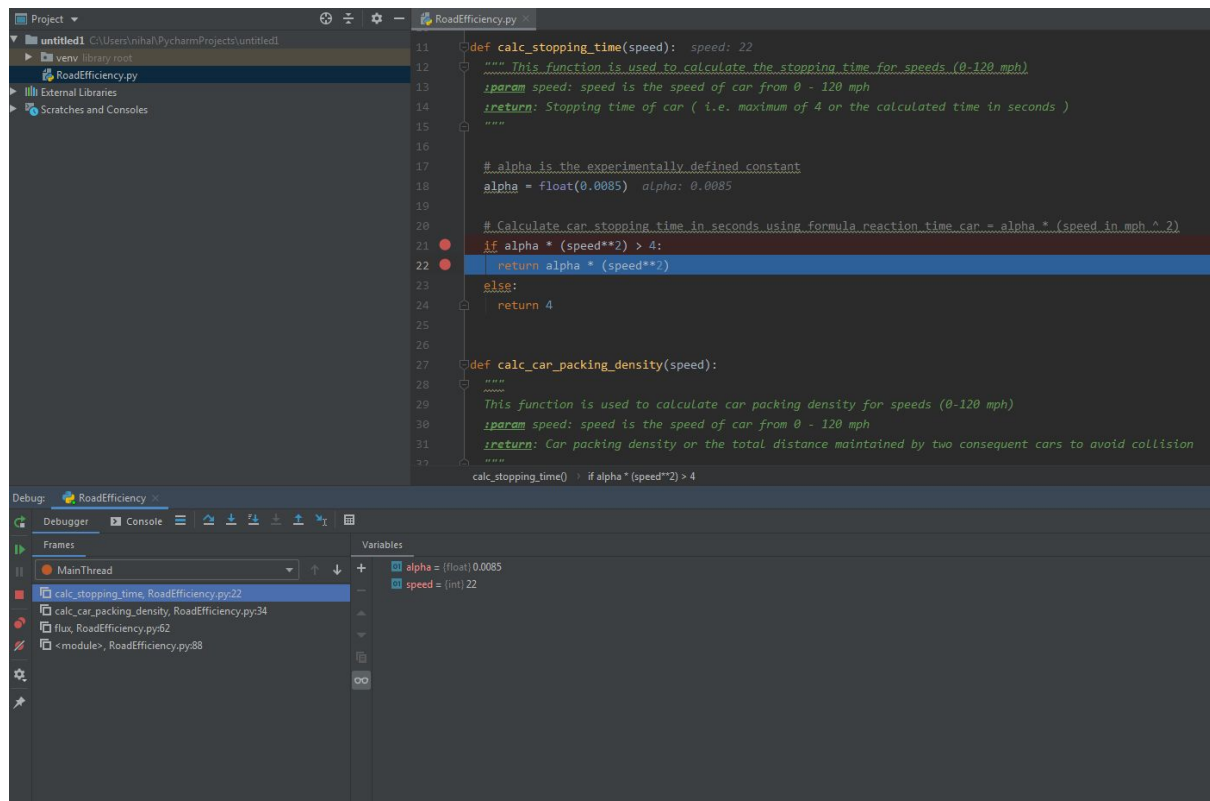 Project
untitled1 C:\Users\nihal\PycharmProjects\untitled1
venv library root
RoadEfficiency.py
External Libraries
Scratches and Consoles
RoadEfficiency.py
11 def calc_stopping_time(speed): speed: 22
12 """ This function is used to calculate the stopping time for speeds (0-120 mph)
13 :param speed: speed is the speed of car from 0 - 120 mph
14 :return: Stopping time of car ( i.e. maximum of 4 or the calculated time in seconds )
15 """
16
17 # alpha is the experimentally defined constant
18 alpha = float(0.0085) alpha: 0.0085
19
20 # Calculate car stopping time in seconds using formula reaction time car = alpha * (speed in mph ^ 2)
21 if alpha * (speed**2) > 4:
22 return alpha * (speed**2)
23 else:
24 return 4
25
26
27 def calc_car_packing_density(speed):
28 """
29 This function is used to calculate car packing density for speeds (0-120 mph)
30 :param speed: speed is the speed of car from 0 - 120 mph
31 :return: Car packing density or the total distance maintained by two consequent cars to avoid collision
32 """
calc_stopping_time() › if alpha * (speed**2) > 4
Debug: RoadEfficiency
Debugger Console
Frames
Variables
MainThread
calc_stopping_time, RoadEfficiency.py:22
calc_car_packing_density, RoadEfficiency.py:34
flux, RoadEfficiency.py:62
<module>, RoadEfficiency.py:88
alpha = {float} 0.0085
speed = {int} 22